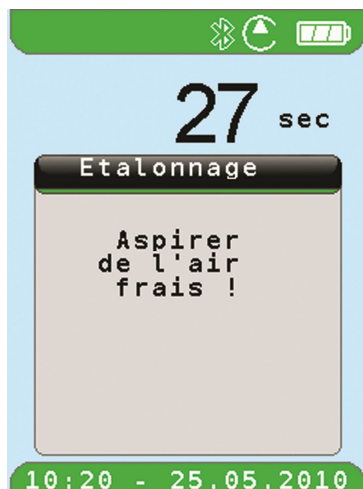 27 sec
Etalonnage
Aspirer
de l'air
frais !
10:20 - 25.05.2010